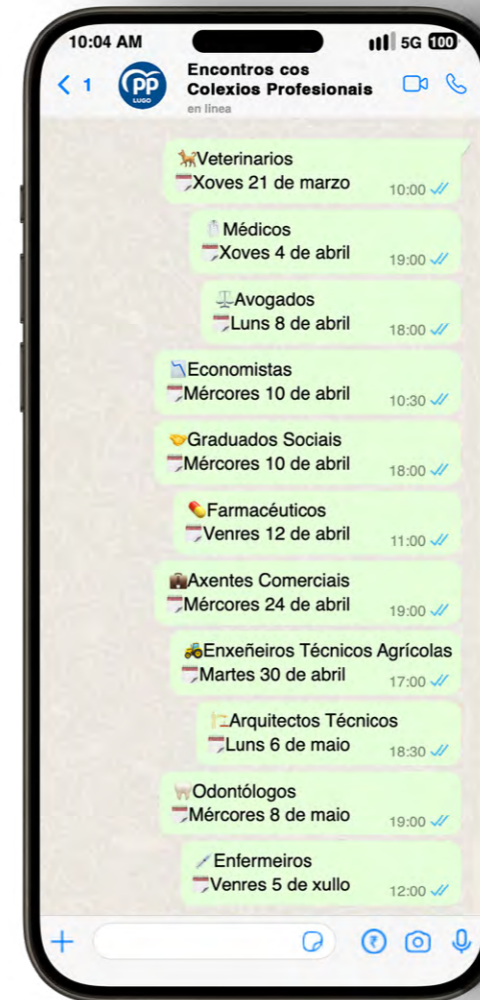 10:04 AM 5G 100
1
PP
LUGO
Encontros cos
Colexios Profesionais
en línea
🐕Veterinarios
🗓Xoves 21 de marzo 10:00
Médicos
🗓Xoves 4 de abril 19:00
⚖Avogados
🗓Luns 8 de abril 18:00
📉Economistas
🗓Mércores 10 de abril 10:30
🤝Graduados Sociais
🗓Mércores 10 de abril 18:00
💊Farmacéuticos
🗓Venres 12 de abril 11:00
💼Axentes Comerciais
🗓Mércores 24 de abril 19:00
🚜Enxeñeiros Técnicos Agrícolas
🗓Martes 30 de abril 17:00
🏗Arquitectos Técnicos
🗓Luns 6 de maio 18:30
🦷Odontólogos
🗓Mércores 8 de maio 19:00
💉Enfermeiros
🗓Venres 5 de xullo 12:00
₹